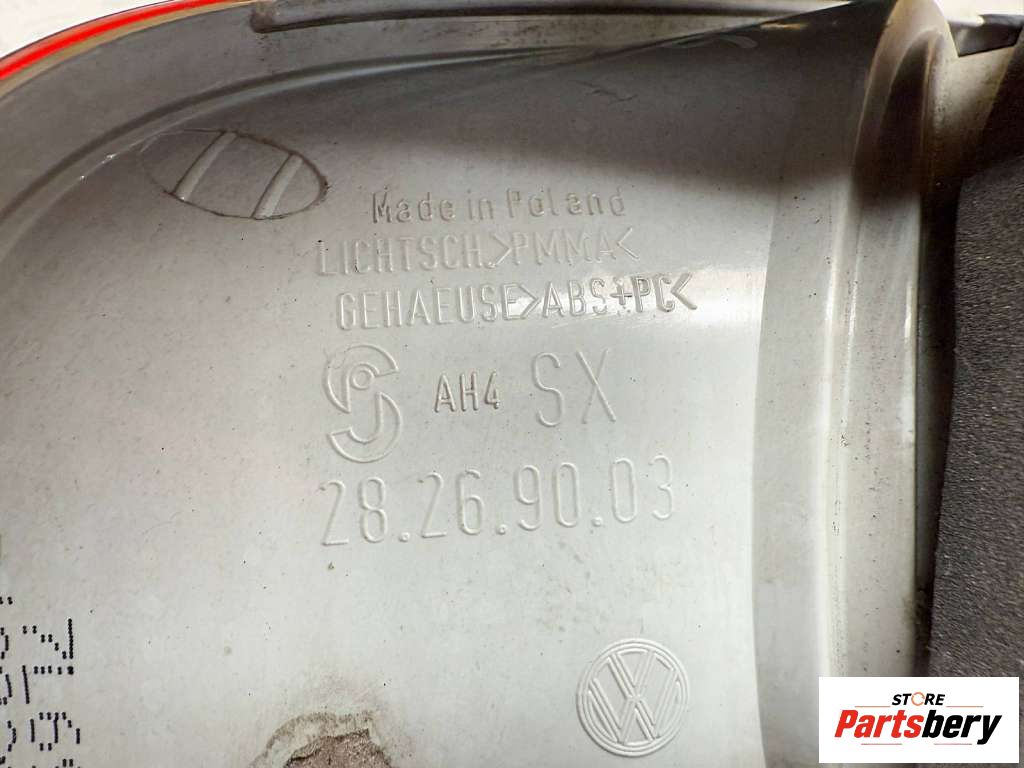 Made in Poland
LICHTSCH.>PMMA<
GEHAEUSE>ABS+PC<
AH4 SX
28.26.90.03
STORE
Partsbery